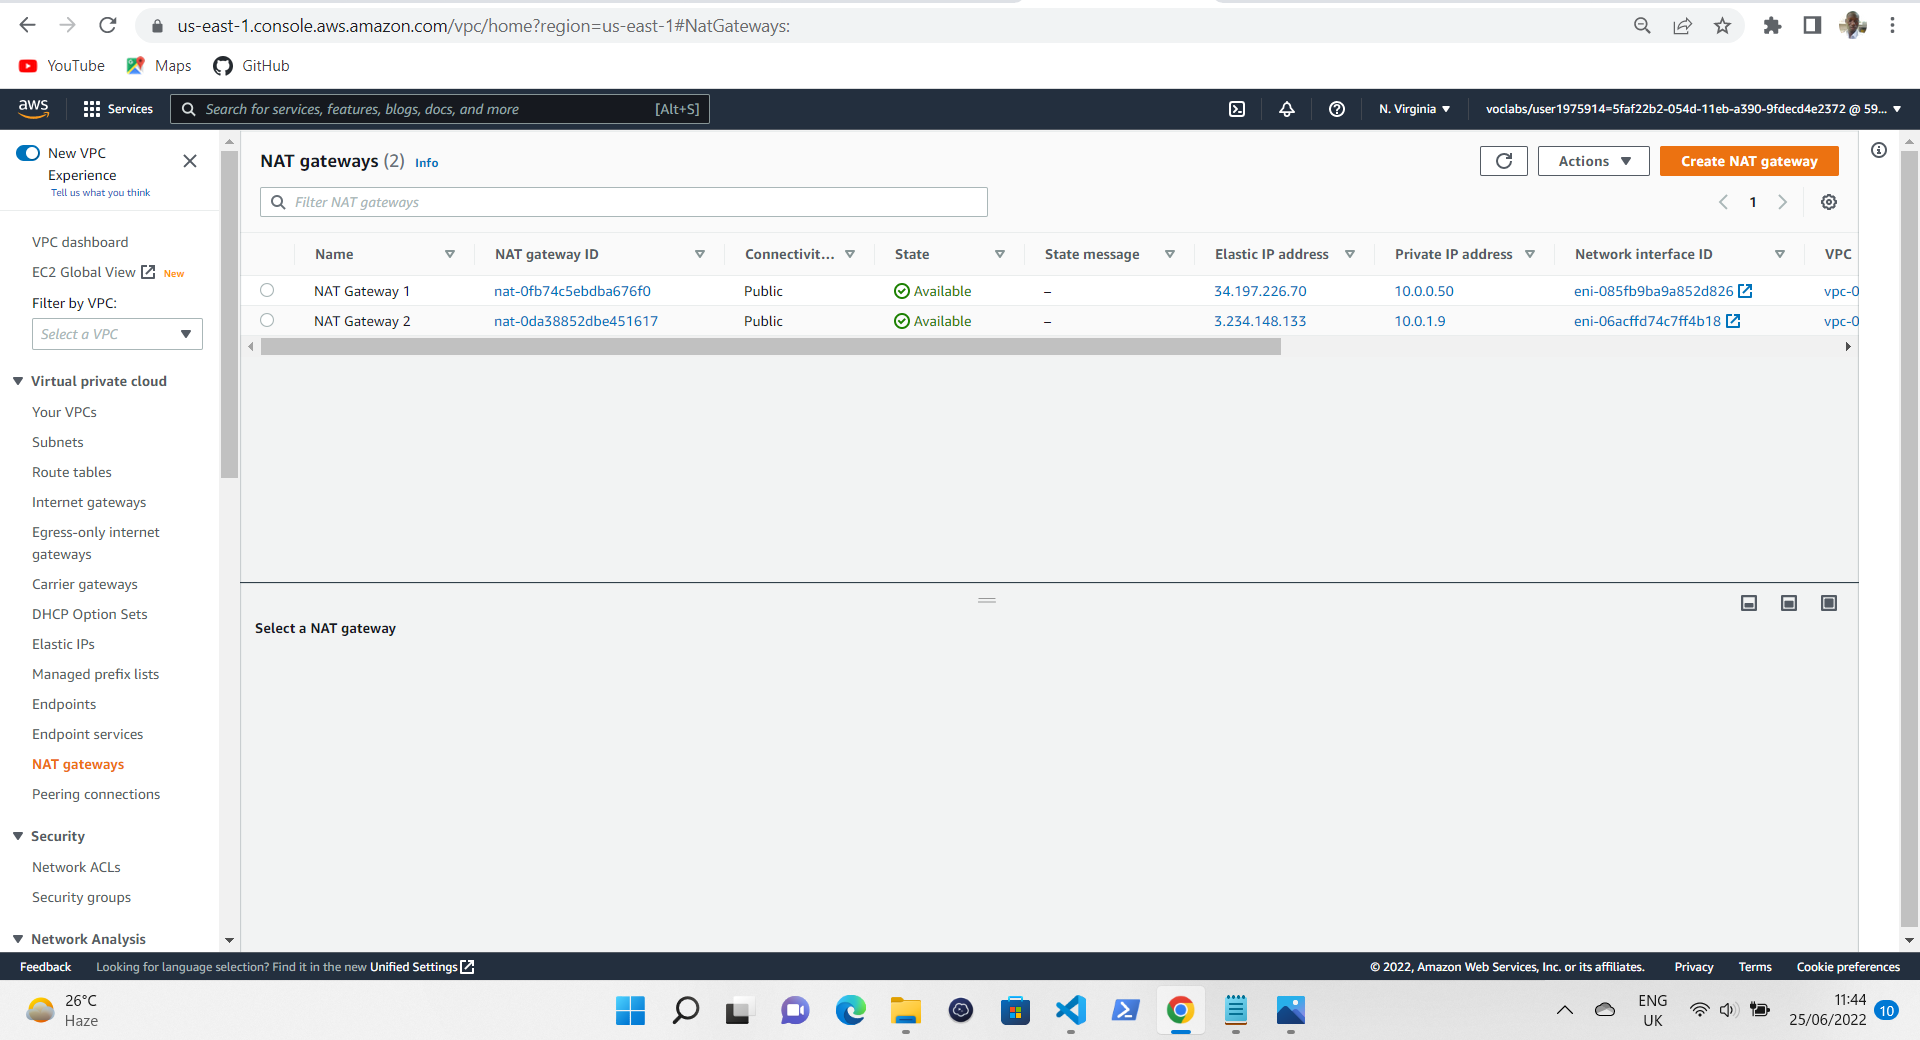 us-east-1.console.aws.amazon.com/vpc/home?region=us-east-1#NatGateways:
YouTube Maps GitHub
aws Services Search for services, features, blogs, docs, and more [Alt+S] N. Virginia voclabs/user1975914=5faf22b2-054d-11eb-a390-9fdecd4e2372 @ 59...
New VPC
Experience
Tell us what you think
VPC dashboard
EC2 Global View New
Filter by VPC:
Select a VPC
Virtual private cloud
Your VPCs
Subnets
Route tables
Internet gateways
Egress-only internet
gateways
Carrier gateways
DHCP Option Sets
Elastic IPs
Managed prefix lists
Endpoints
Endpoint services
NAT gateways
Peering connections
Security
Network ACLs
Security groups
Network Analysis
NAT gateways (2) Info
Actions Create NAT gateway
Filter NAT gateways
1
Name NAT gateway ID Connectivit... State State message Elastic IP address Private IP address Network interface ID VPC
NAT Gateway 1 nat-0fb74c5ebdba676f0 Public Available – 34.197.226.70 10.0.0.50 eni-085fb9ba9a852d826 vpc-0
NAT Gateway 2 nat-0da38852dbe451617 Public Available – 3.234.148.133 10.0.1.9 eni-06acffd74c7ff4b18 vpc-0
Select a NAT gateway
Feedback Looking for language selection? Find it in the new Unified Settings © 2022, Amazon Web Services, Inc. or its affiliates. Privacy Terms Cookie preferences
26°C
Haze
ENG
UK
11:44
25/06/2022
10